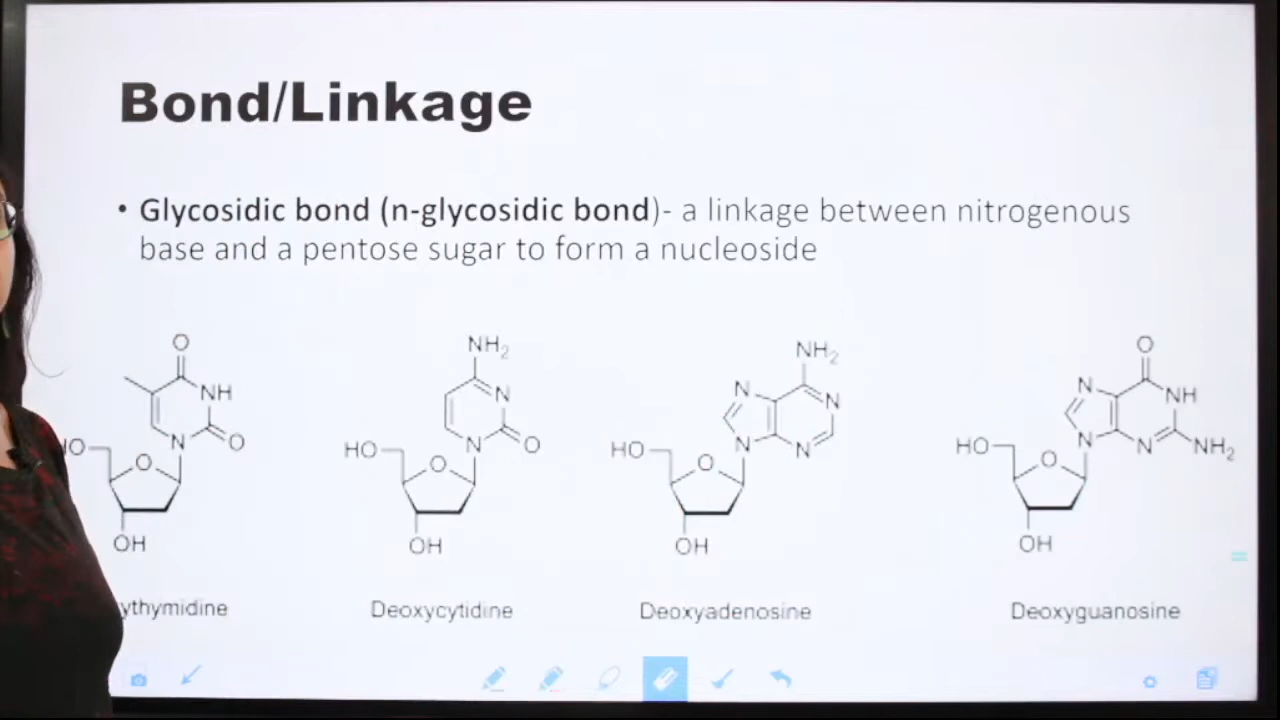 Bond/Linkage
• Glycosidic bond (n-glycosidic bond)- a linkage between nitrogenous
base and a pentose sugar to form a nucleoside
O
NH
N
O
O
OH
NH2
N
N
O
HO
O
OH
NH2
N
N
N
N
HO
O
OH
O
N
NH
N
N
NH2
HO
O
OH
ythymidine
Deoxycytidine
Deoxyadenosine
Deoxyguanosine